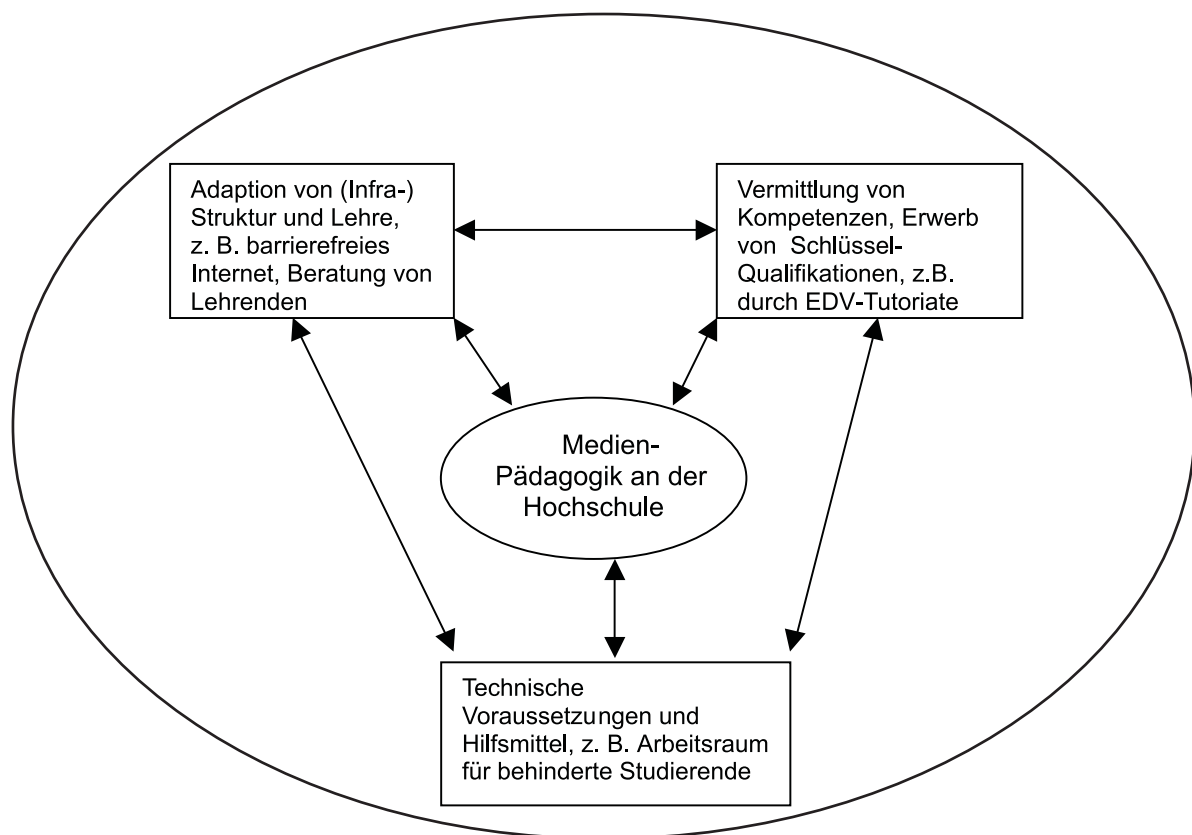 Adaption von (Infra-)
Struktur und Lehre,
z. B. barrierefreies
Internet, Beratung von
Lehrenden
Vermittlung von
Kompetenzen, Erwerb
von  Schlüssel-
Qualifikationen, z.B.
durch EDV-Tutoriate
Medien-
Pädagogik an der
Hochschule
Technische
Voraussetzungen und
Hilfsmittel, z. B. Arbeitsraum
für behinderte Studierende